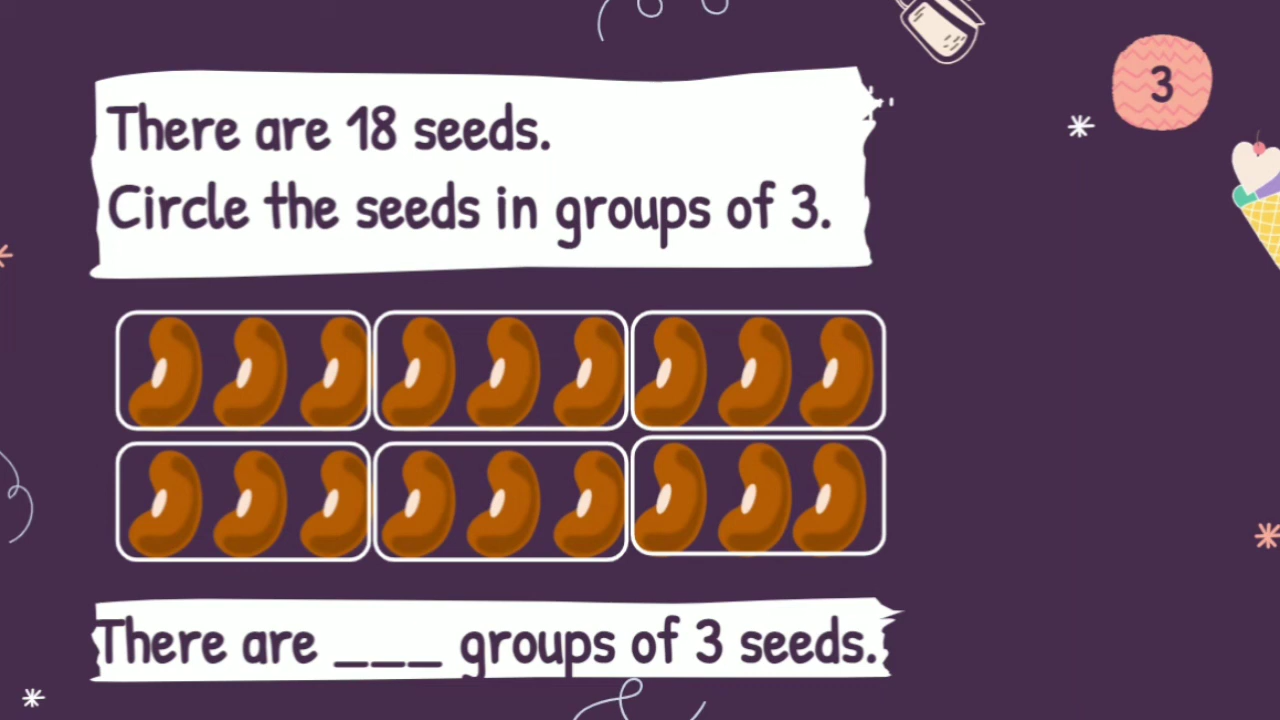 3
There are 18 seeds.
Circle the seeds in groups of 3.
There are ___ groups of 3 seeds.